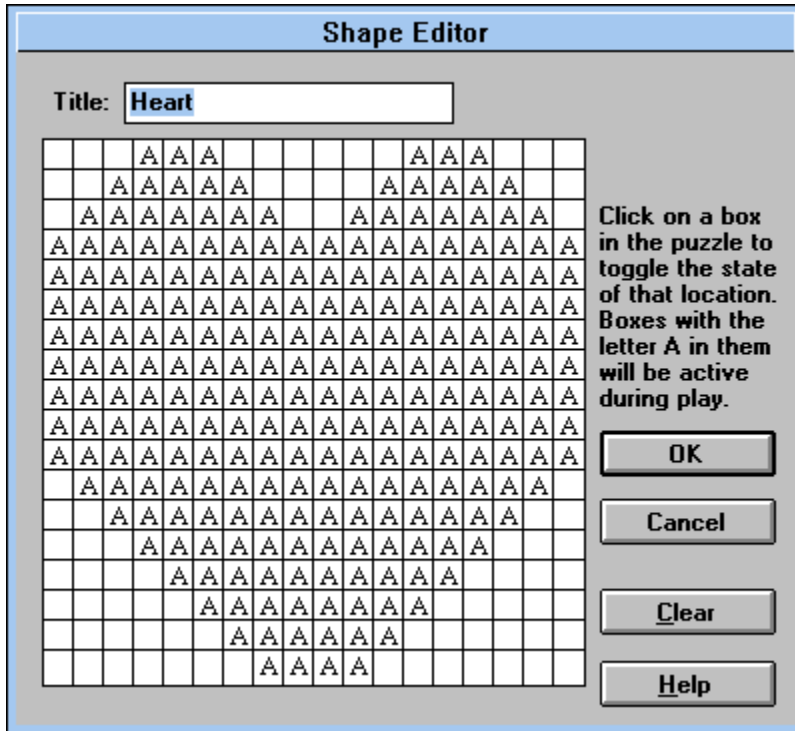 Shape Editor
Title: Heart
A A A A A A
A A A A A A A A A A
A A A A A A A A A A A A A A
A A A A A A A A A A A A A A A A A A
A A A A A A A A A A A A A A A A A A
A A A A A A A A A A A A A A A A A A
A A A A A A A A A A A A A A A A A A
A A A A A A A A A A A A A A A A A A
A A A A A A A A A A A A A A A A A A
A A A A A A A A A A A A A A A A A A
A A A A A A A A A A A A A A A A A A
A A A A A A A A A A A A A A A A
A A A A A A A A A A A A A A
A A A A A A A A A A A A
A A A A A A A A A A
A A A A A A A A
A A A A A A
A A A A
Click on a box
in the puzzle to
toggle the state
of that location.
Boxes with the
letter A in them
will be active
during play.
OK
Cancel
Clear
Help